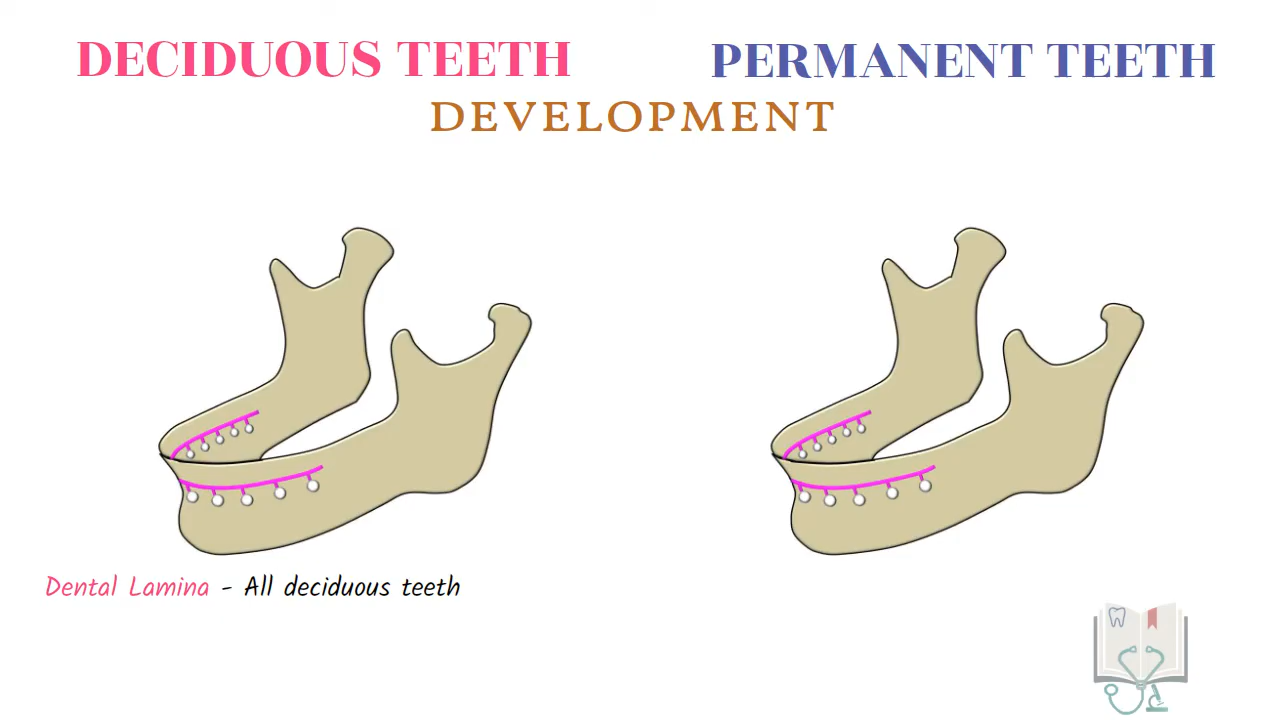 DECIDUOUS TEETH
PERMANENT TEETH
DEVELOPMENT
Dental Lamina - All deciduous teeth